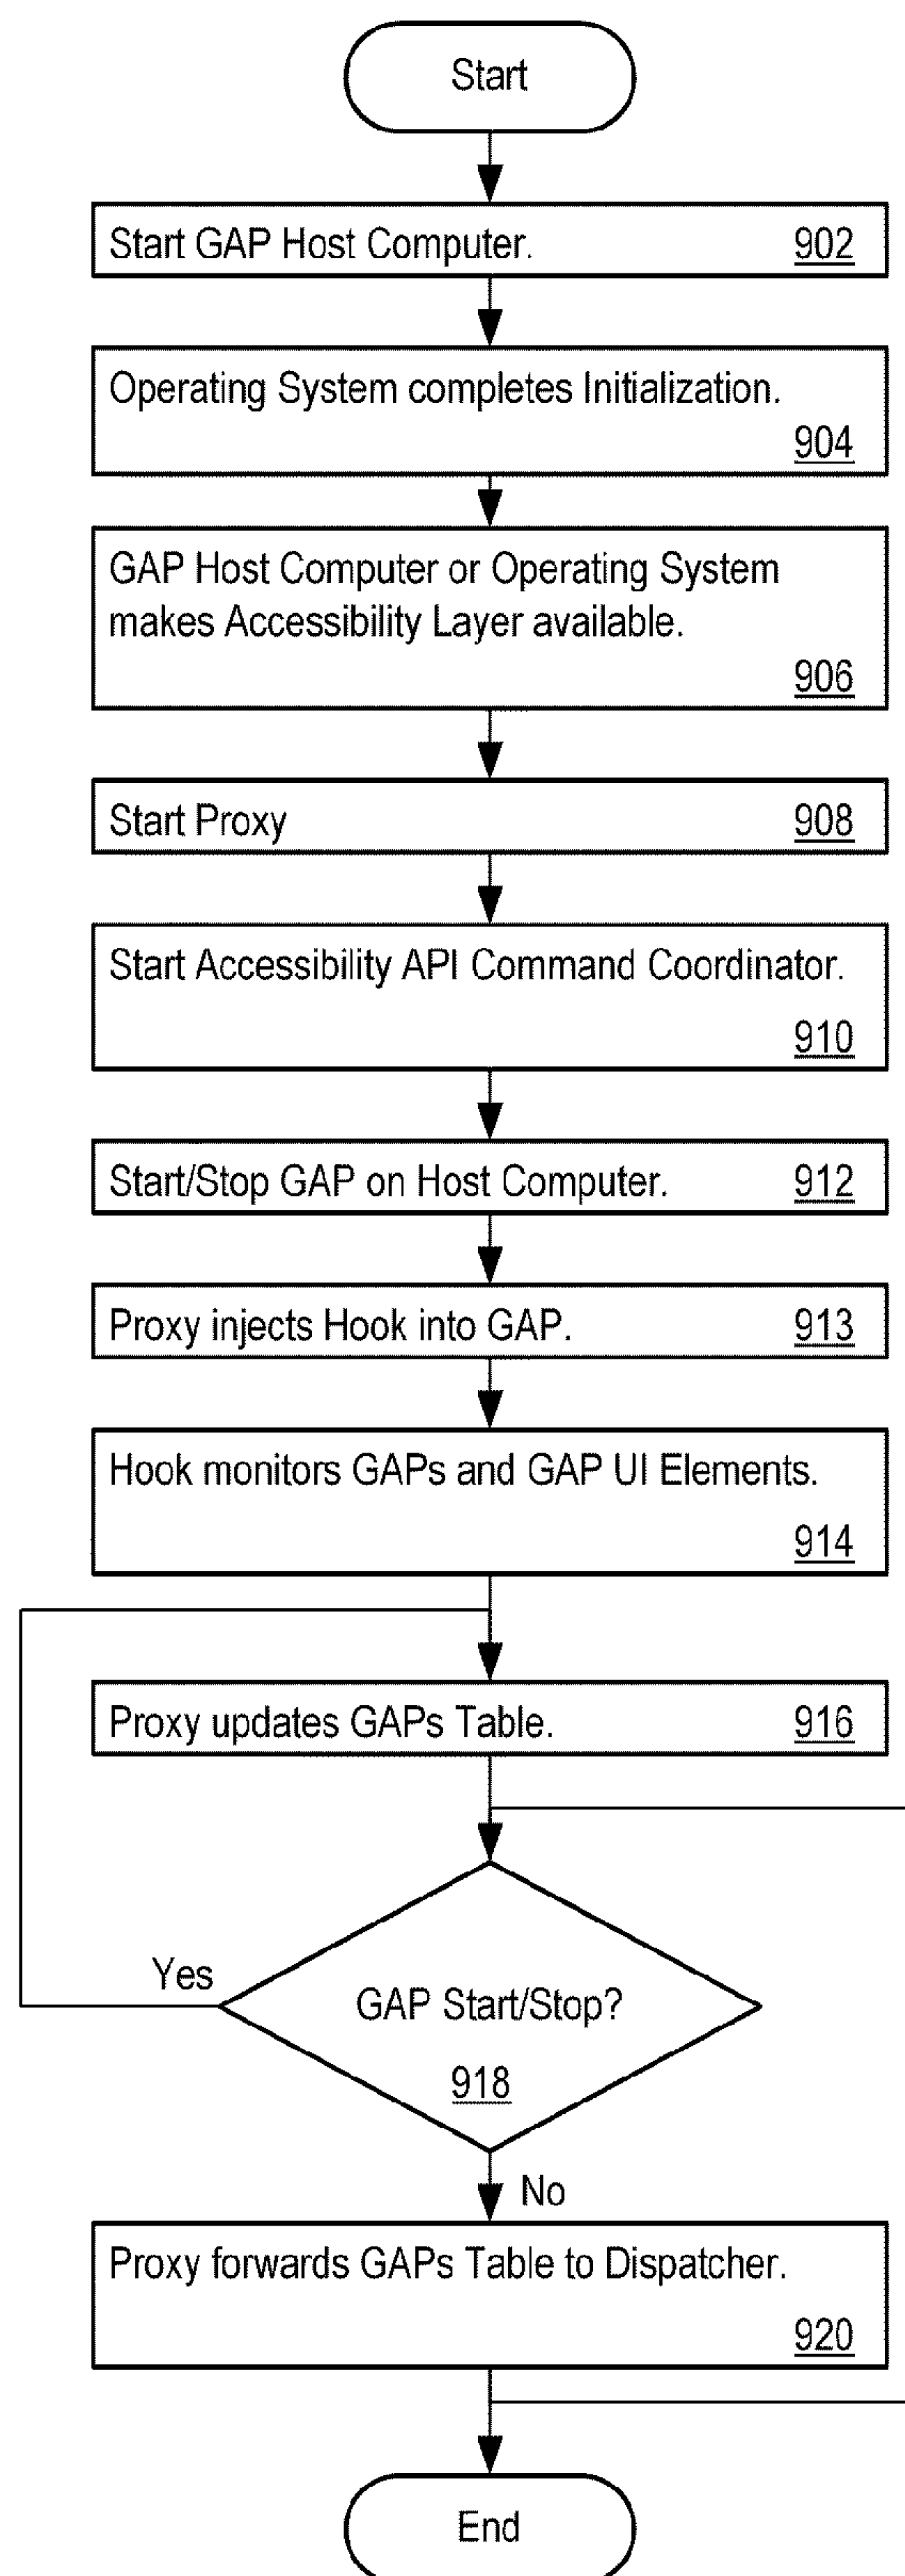 Start
Start GAP Host Computer. 902
Operating System completes Initialization.
904
GAP Host Computer or Operating System
makes Accessibility Layer available.
906
Start Proxy 908
Start Accessibility API Command Coordinator.
910
Start/Stop GAP on Host Computer. 912
Proxy injects Hook into GAP. 913
Hook monitors GAPs and GAP UI Elements.
914
Proxy updates GAPs Table. 916
Yes
GAP Start/Stop?
918
No
Proxy forwards GAPs Table to Dispatcher.
920
End